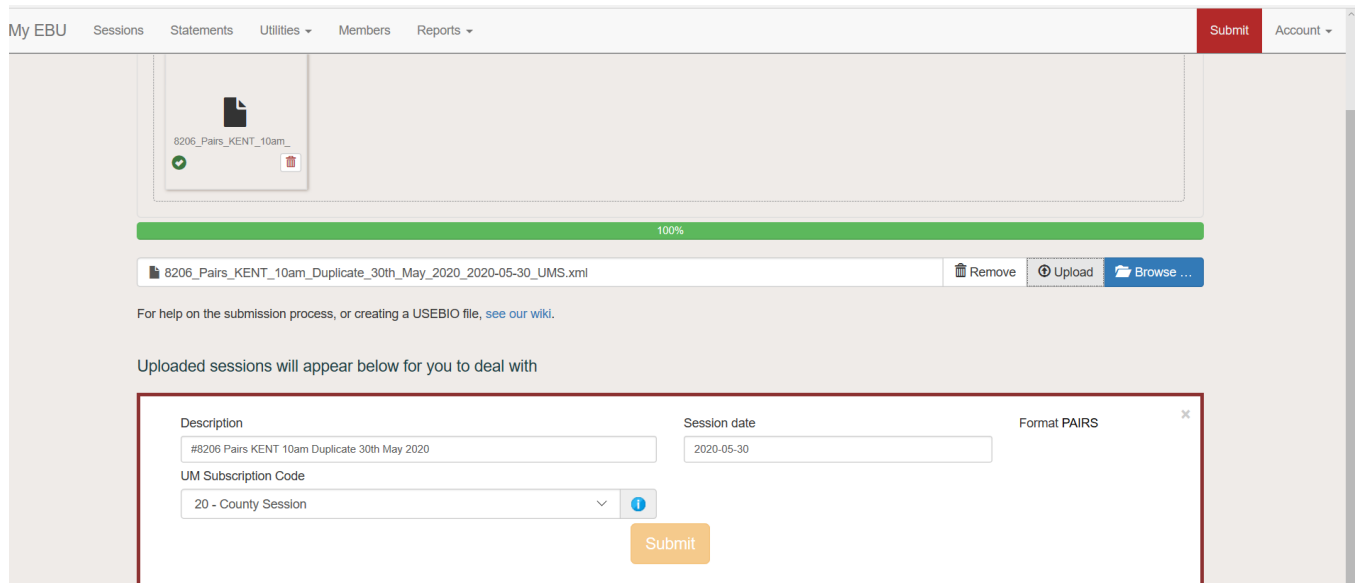 My EBU Sessions Statements Utilities Members Reports Submit Account
8206_Pairs_KENT_10am_
100%
8206_Pairs_KENT_10am_Duplicate_30th_May_2020_2020-05-30_UMS.xml Remove Upload Browse ...
For help on the submission process, or creating a USEBIO file, see our wiki.
Uploaded sessions will appear below for you to deal with
Description Session date Format PAIRS
#8206 Pairs KENT 10am Duplicate 30th May 2020 2020-05-30
UM Subscription Code
20 - County Session
Submit